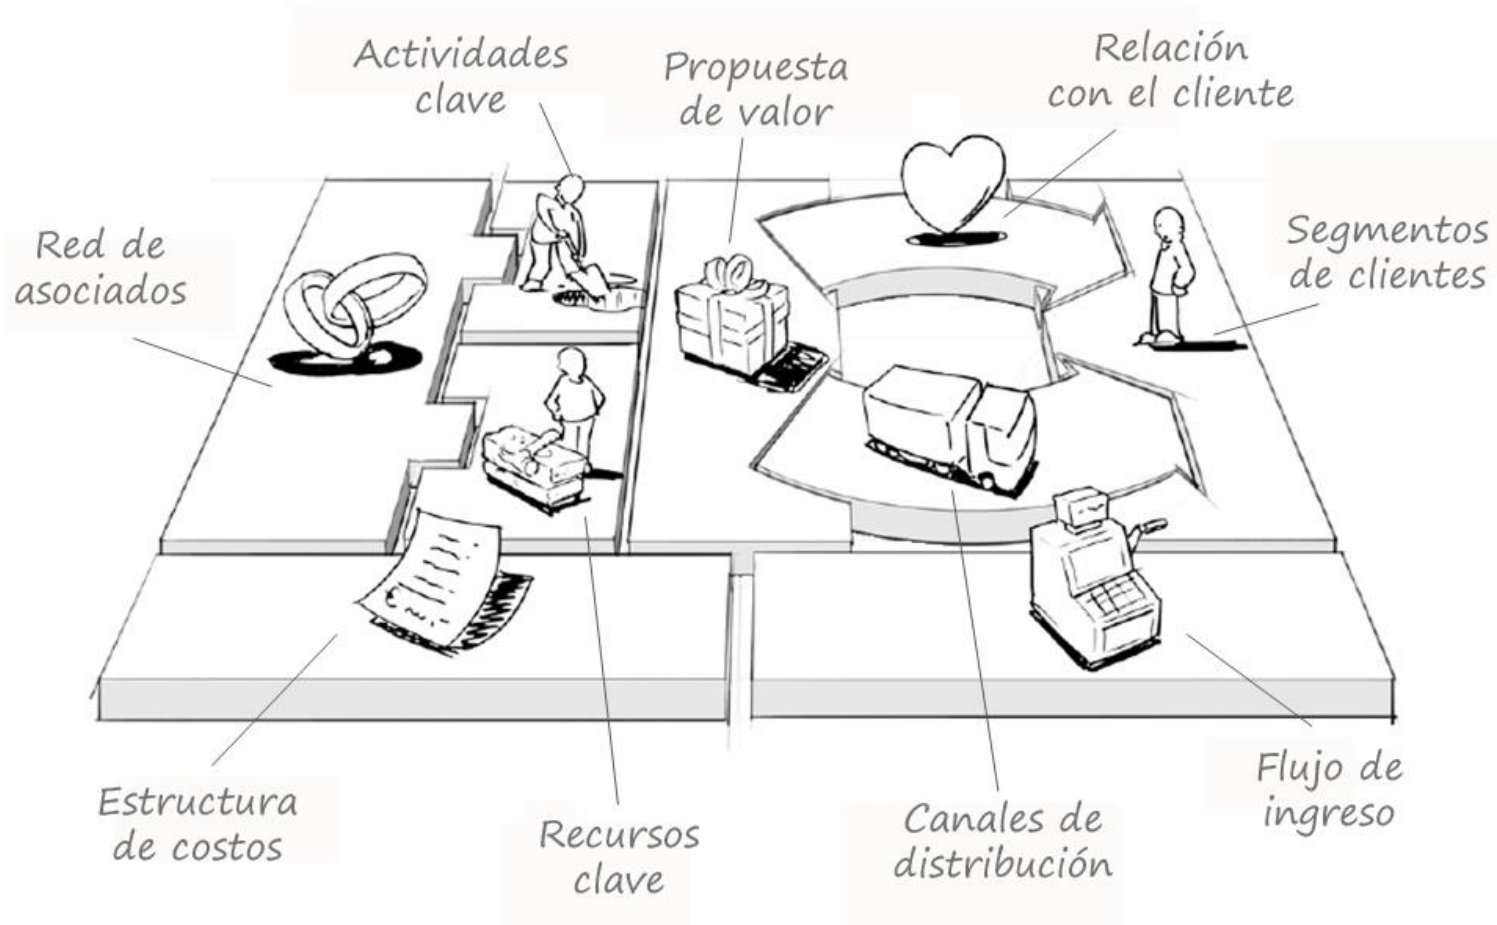 Actividades
clave
Propuesta
de valor
Relación
con el cliente
Red de
asociados
Segmentos
de clientes
Estructura
de costos
Recursos
clave
Canales de
distribución
Flujo de
ingreso